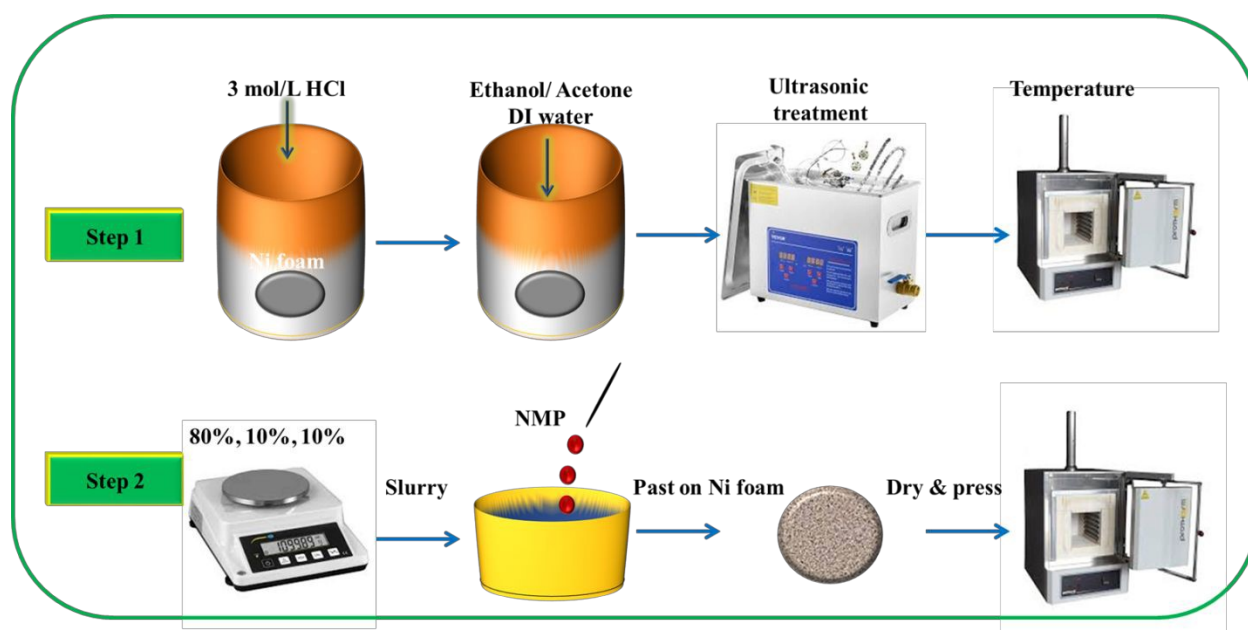 3 mol/L HCl
Ethanol/ Acetone
DI water
Ultrasonic
treatment
Temperature
Step 1
Ni foam
80%, 10%, 10%
NMP
Step 2
Slurry
Past on Ni foam
Dry & press